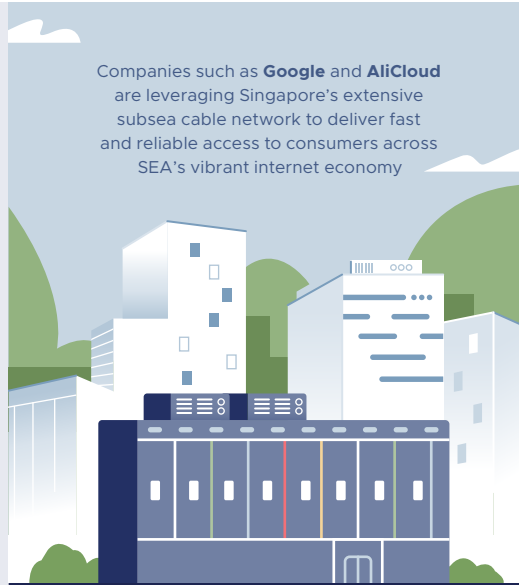 Companies such as Google and AliCloud
are leveraging Singapore’s extensive
subsea cable network to deliver fast
and reliable access to consumers across
SEA’s vibrant internet economy